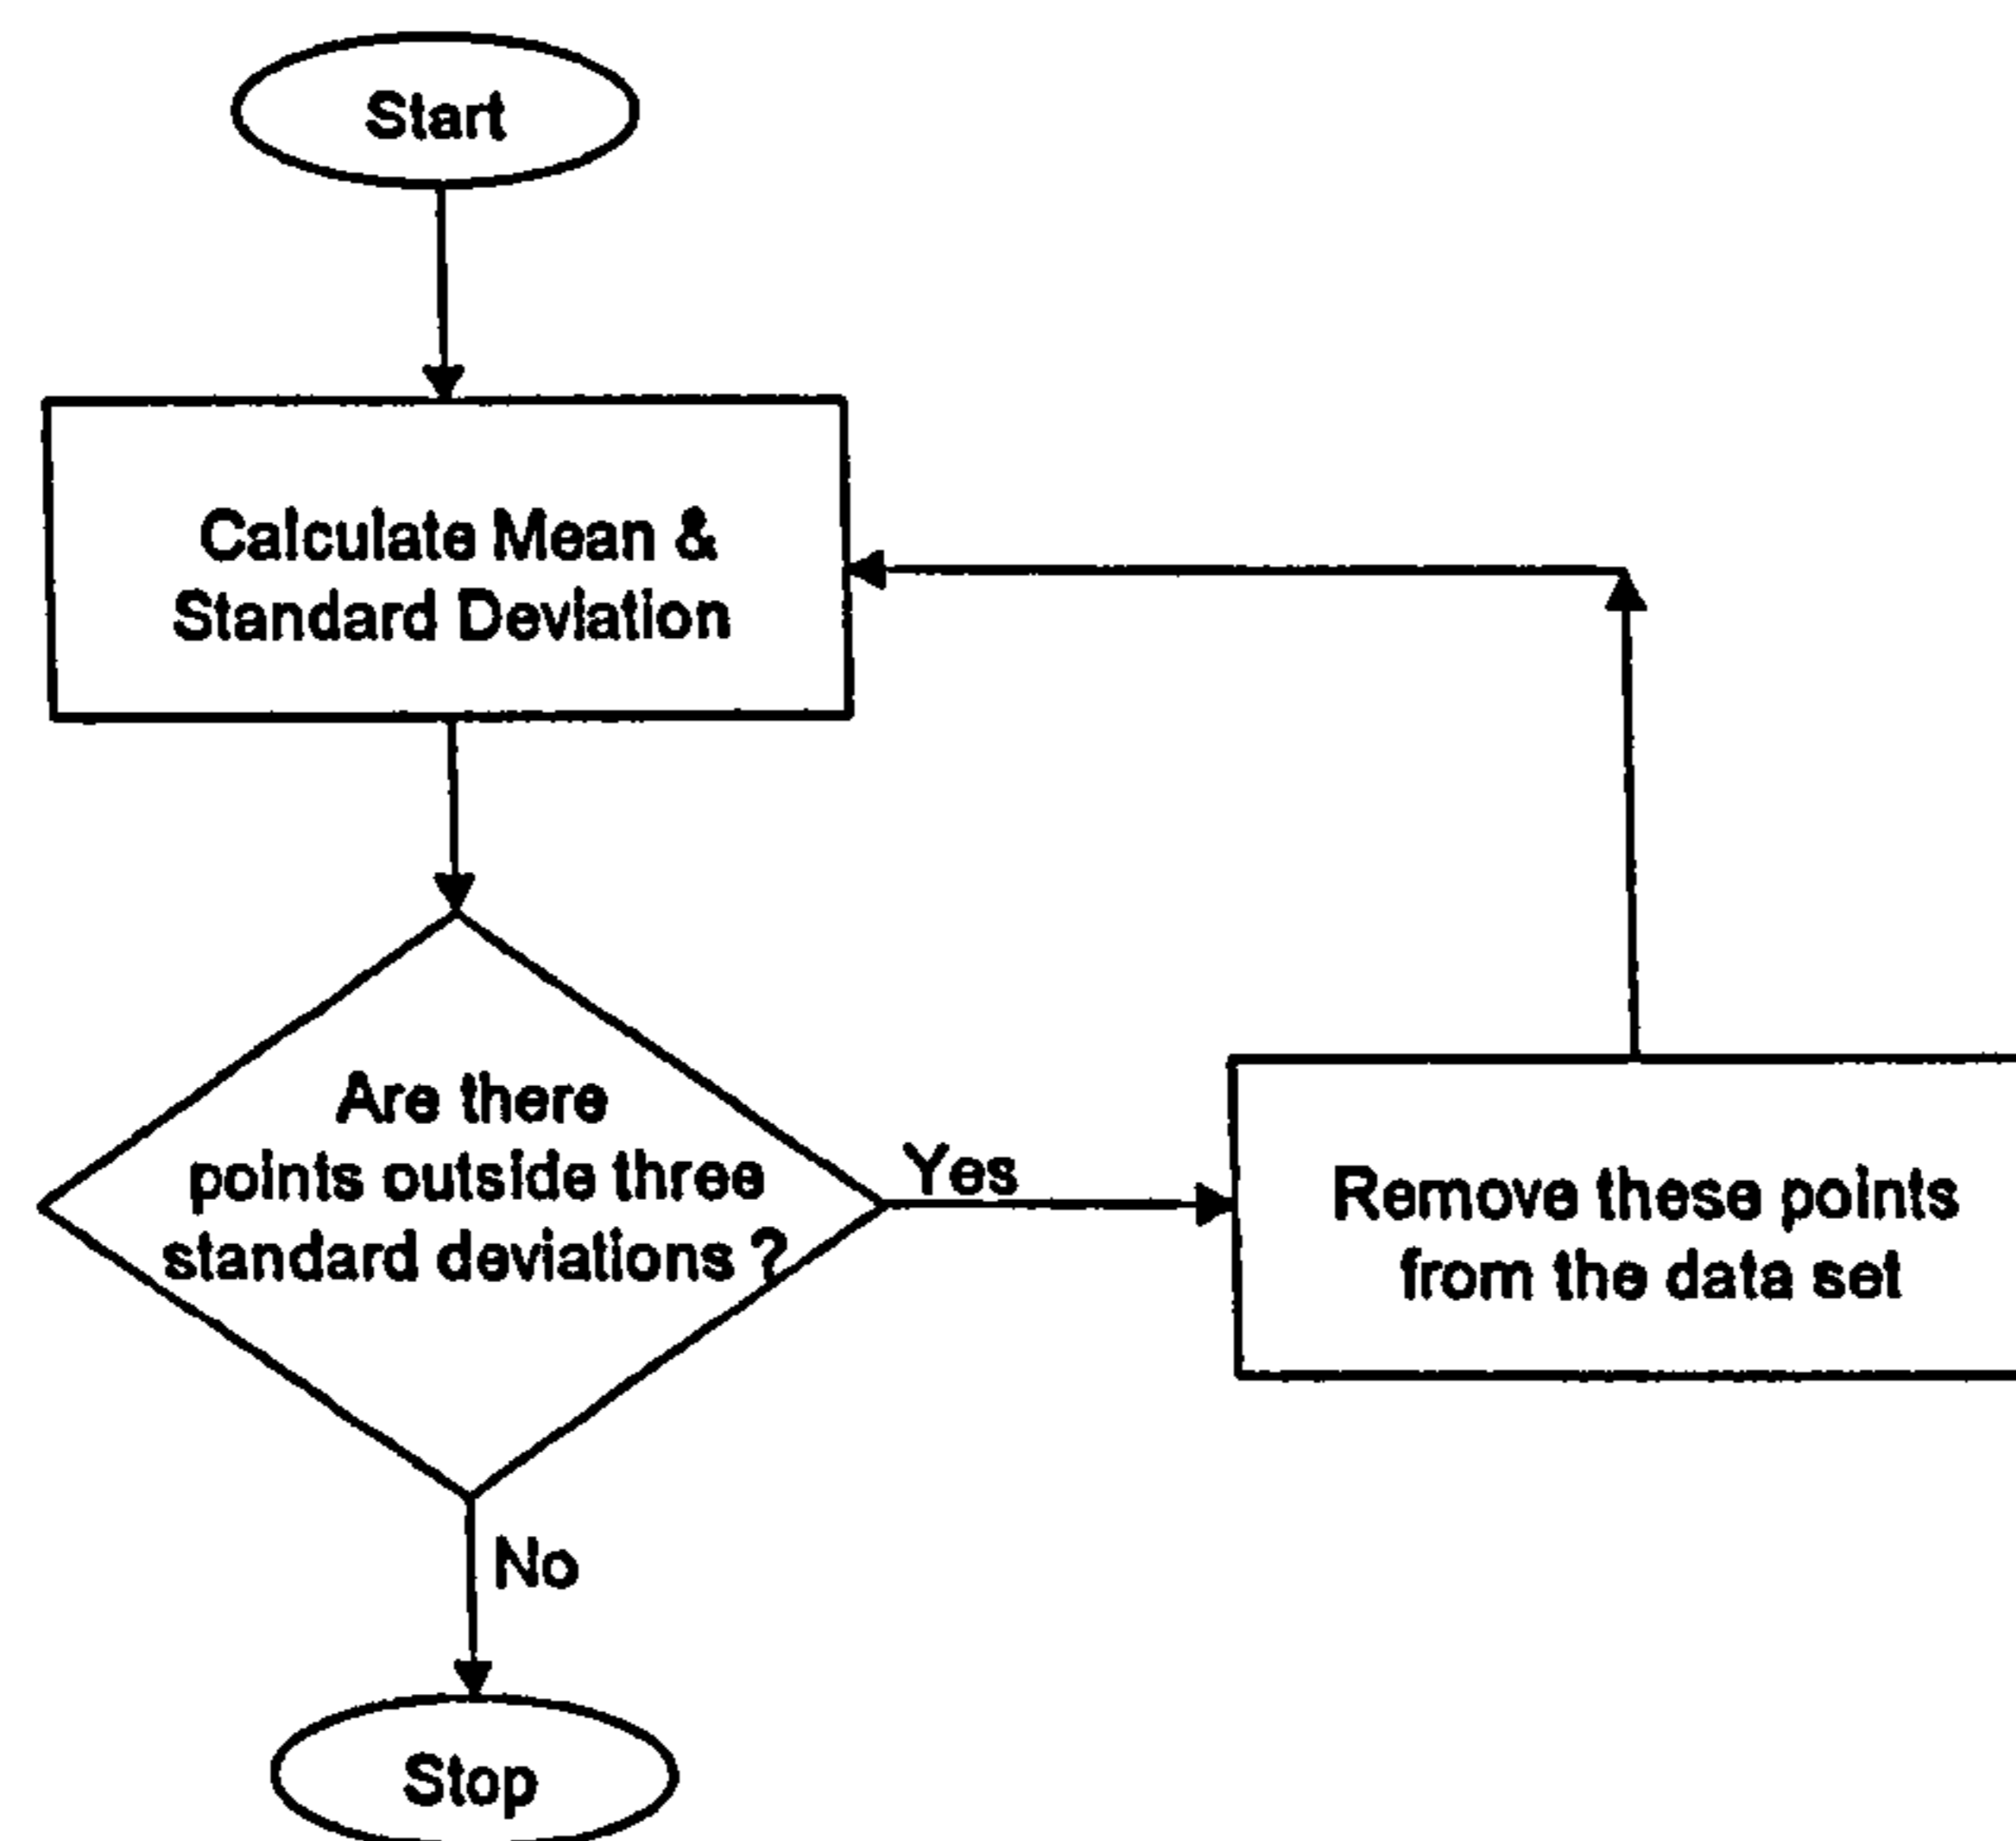 Start
Calculate Mean &
Standard Deviation
Are there
points outside three
standard deviations ?
Yes
Remove these points
from the data set
No
Stop